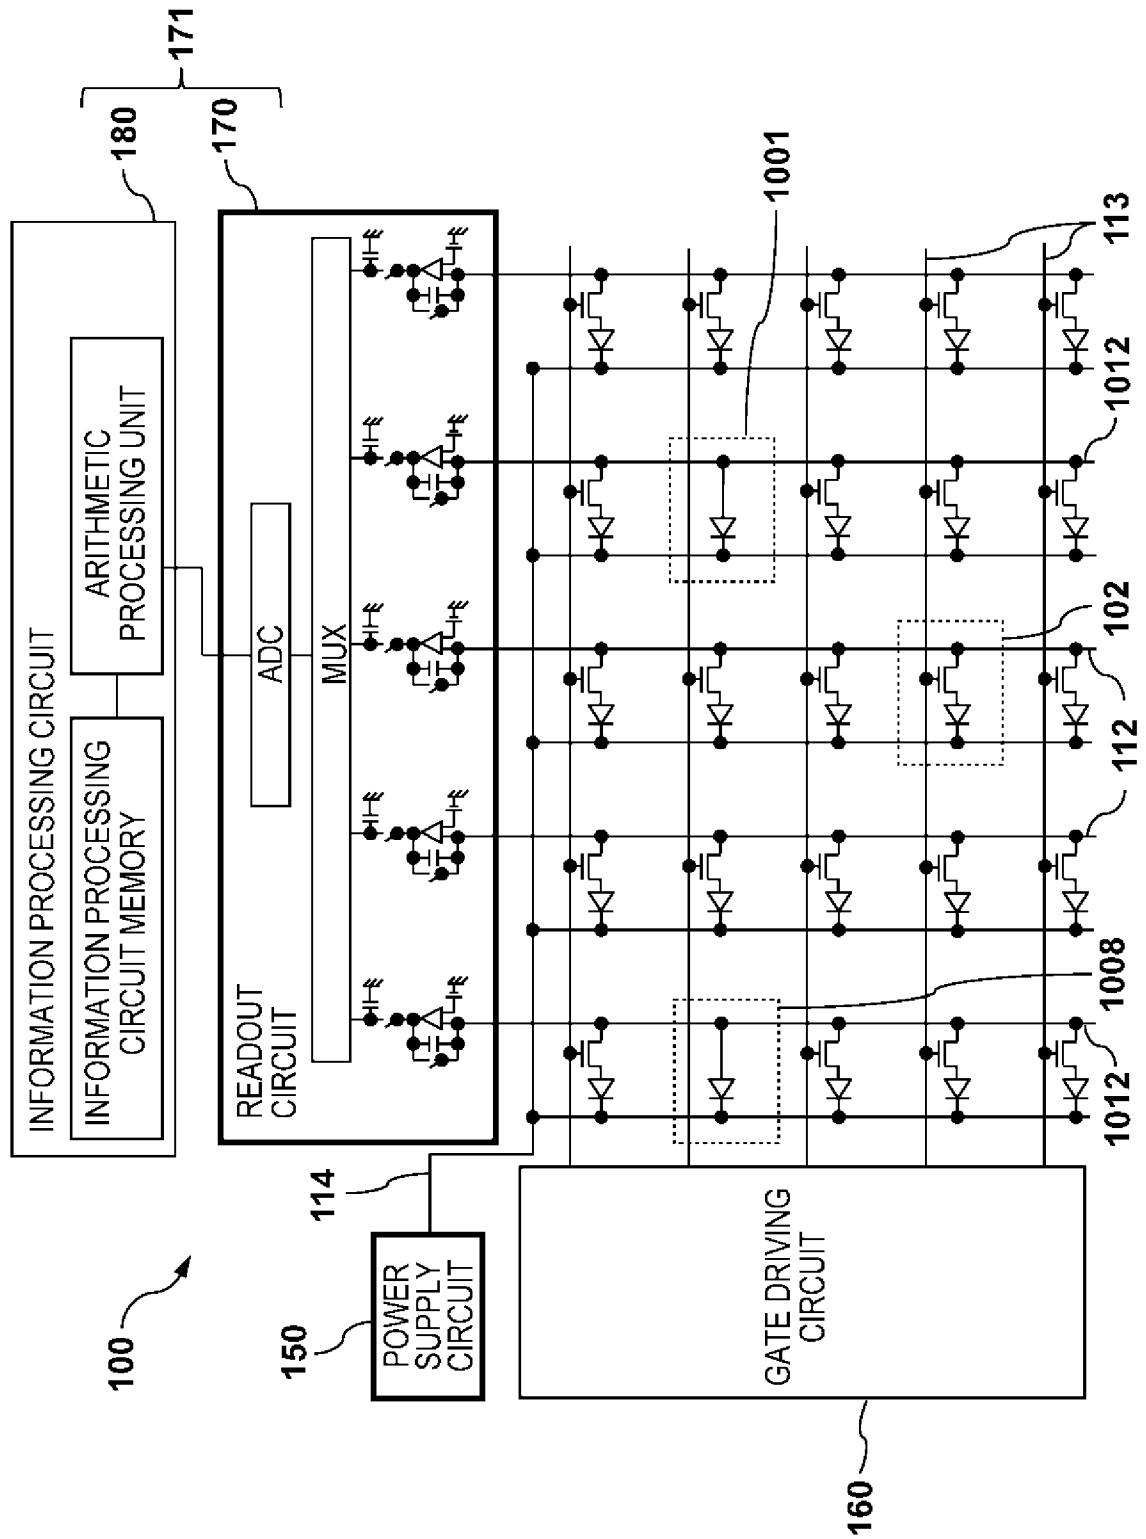 100
171
180
170
INFORMATION PROCESSING CIRCUIT
INFORMATION PROCESSING
CIRCUIT MEMORY
ARITHMETIC
PROCESSING UNIT
READOUT
CIRCUIT
ADC
MUX
114
150
POWER
SUPPLY
CIRCUIT
1001
113
GATE DRIVING
CIRCUIT
160
1008
102
1012
112
1012